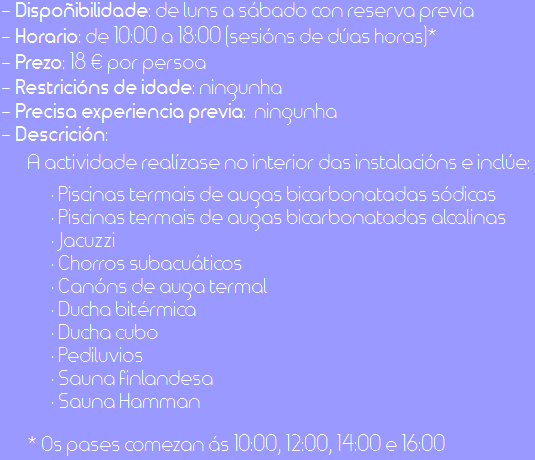 - Dispoñibilidade: de luns a sábado con reserva previa
- Horario: de 10:00 a 18:00 (sesións de dúas horas)*
- Prezo: 18 € por persoa
- Restricións de idade: ningunha
- Precisa experiencia previa:  ningunha
- Descrición:
A actividade realízase no interior das instalacións e inclúe:
· Piscinas termais de augas bicarbonatadas sódicas
· Piscinas termais de augas bicarbonatadas alcalinas
· Jacuzzi
· Chorros subacuáticos
· Canóns de auga termal
· Ducha bitérmica
· Ducha cubo
· Pediluvios
· Sauna finlandesa
· Sauna Hamman
* Os pases comezan ás 10:00, 12:00, 14:00 e 16:00